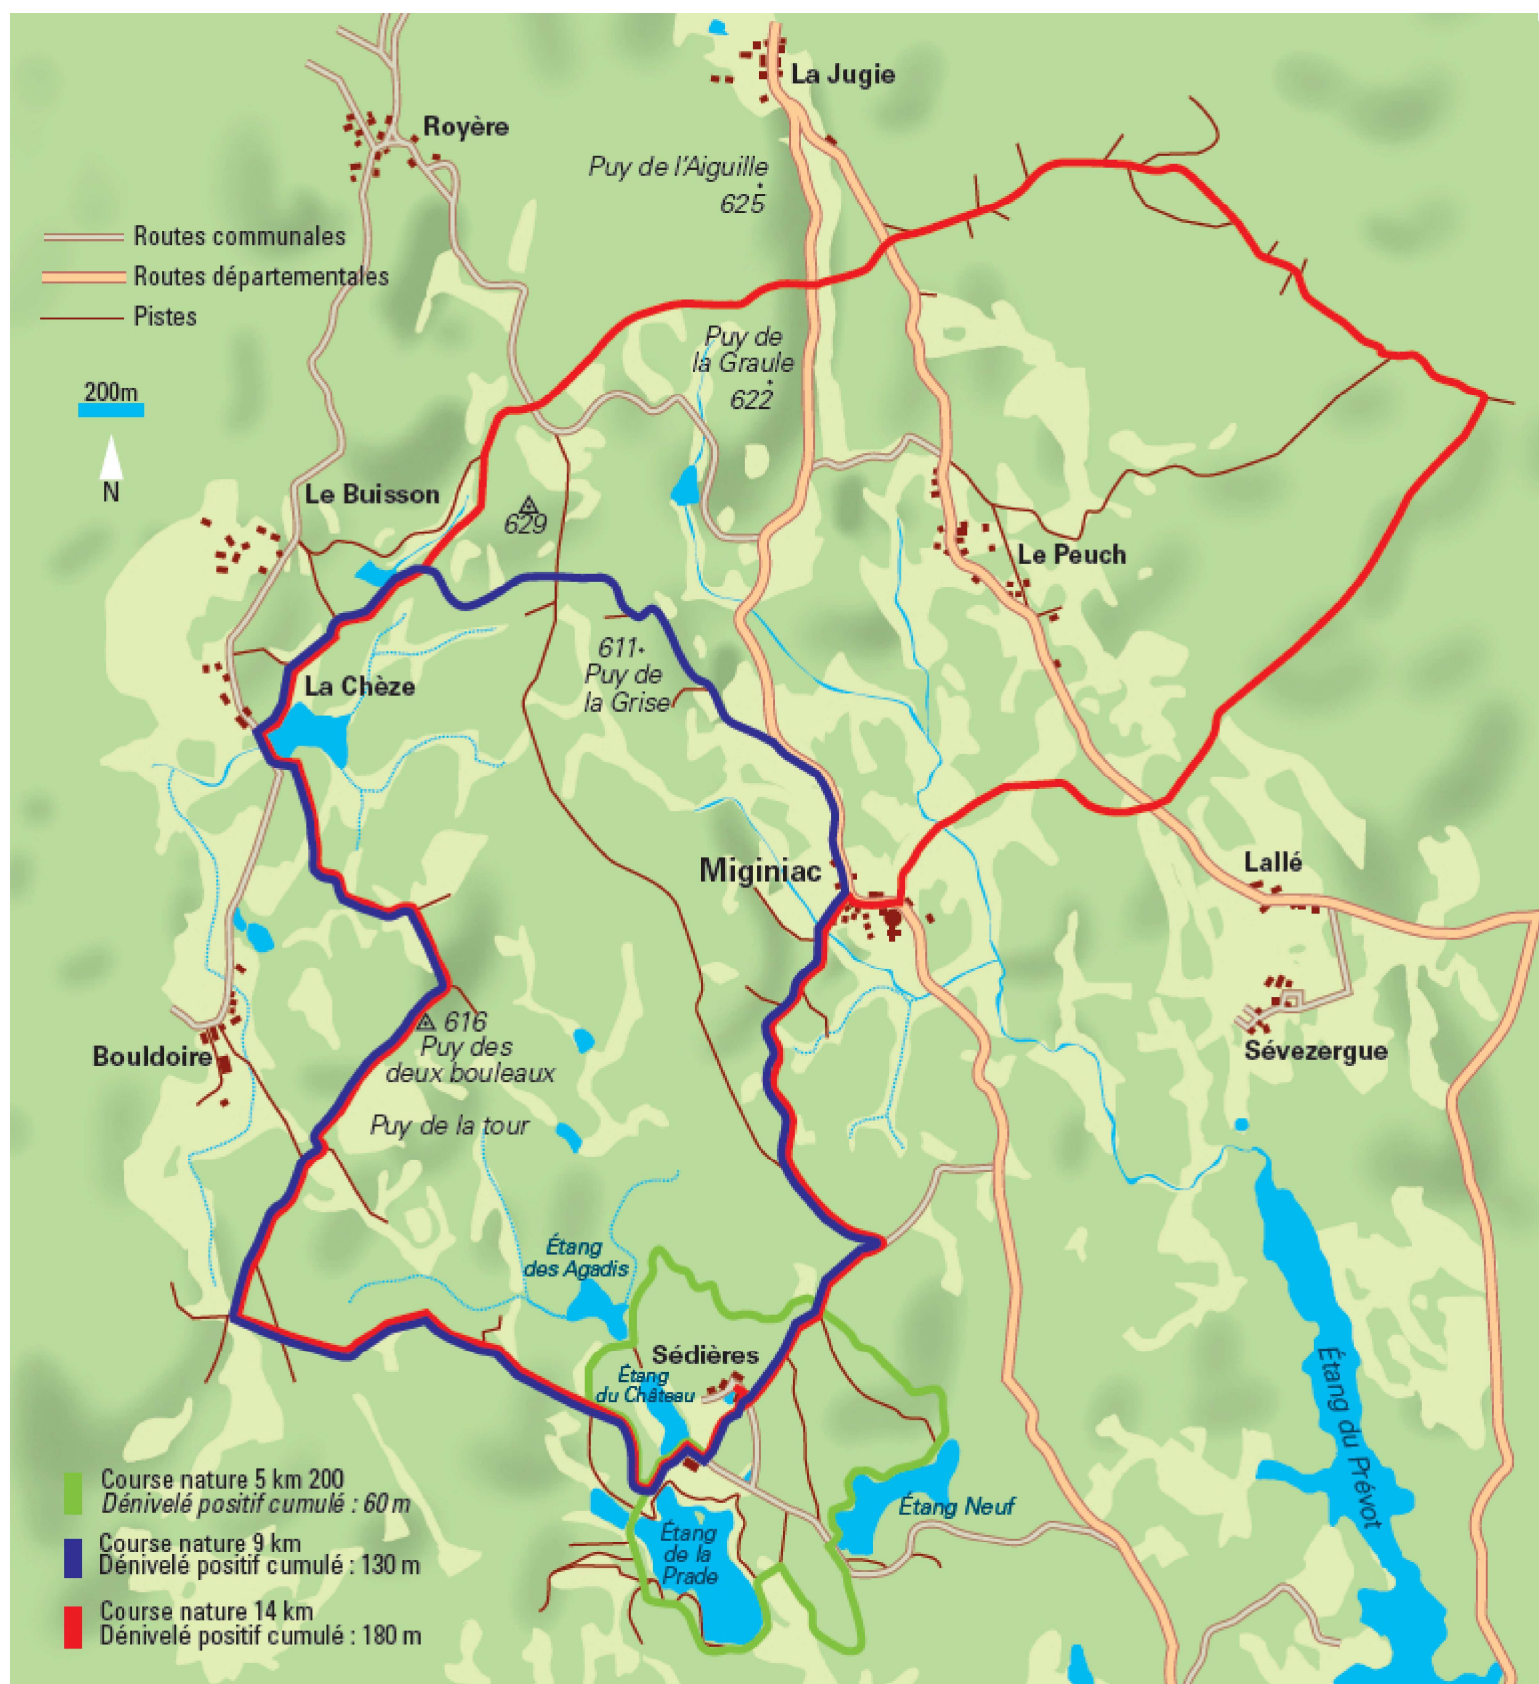 La Jugie
Royère
Puy de l'Aiguille
625
Routes communales
Routes départementales
Pistes
Puy de
la Graule
622
200m
N
Le Buisson
629
Le Peuch
611
Puy de
la Grise
La Chèze
Miginiac
Lallé
616
Puy des
deux bouleaux
Bouldoire
Sévezergue
Puy de la tour
Étang
des Agadis
Sédières
Étang
du Château
Étang du Prévot
Étang Neuf
Étang
de la
Prade
Course nature 5 km 200
Dénivelé positif cumulé : 60 m
Course nature 9 km
Dénivelé positif cumulé : 130 m
Course nature 14 km
Dénivelé positif cumulé : 180 m